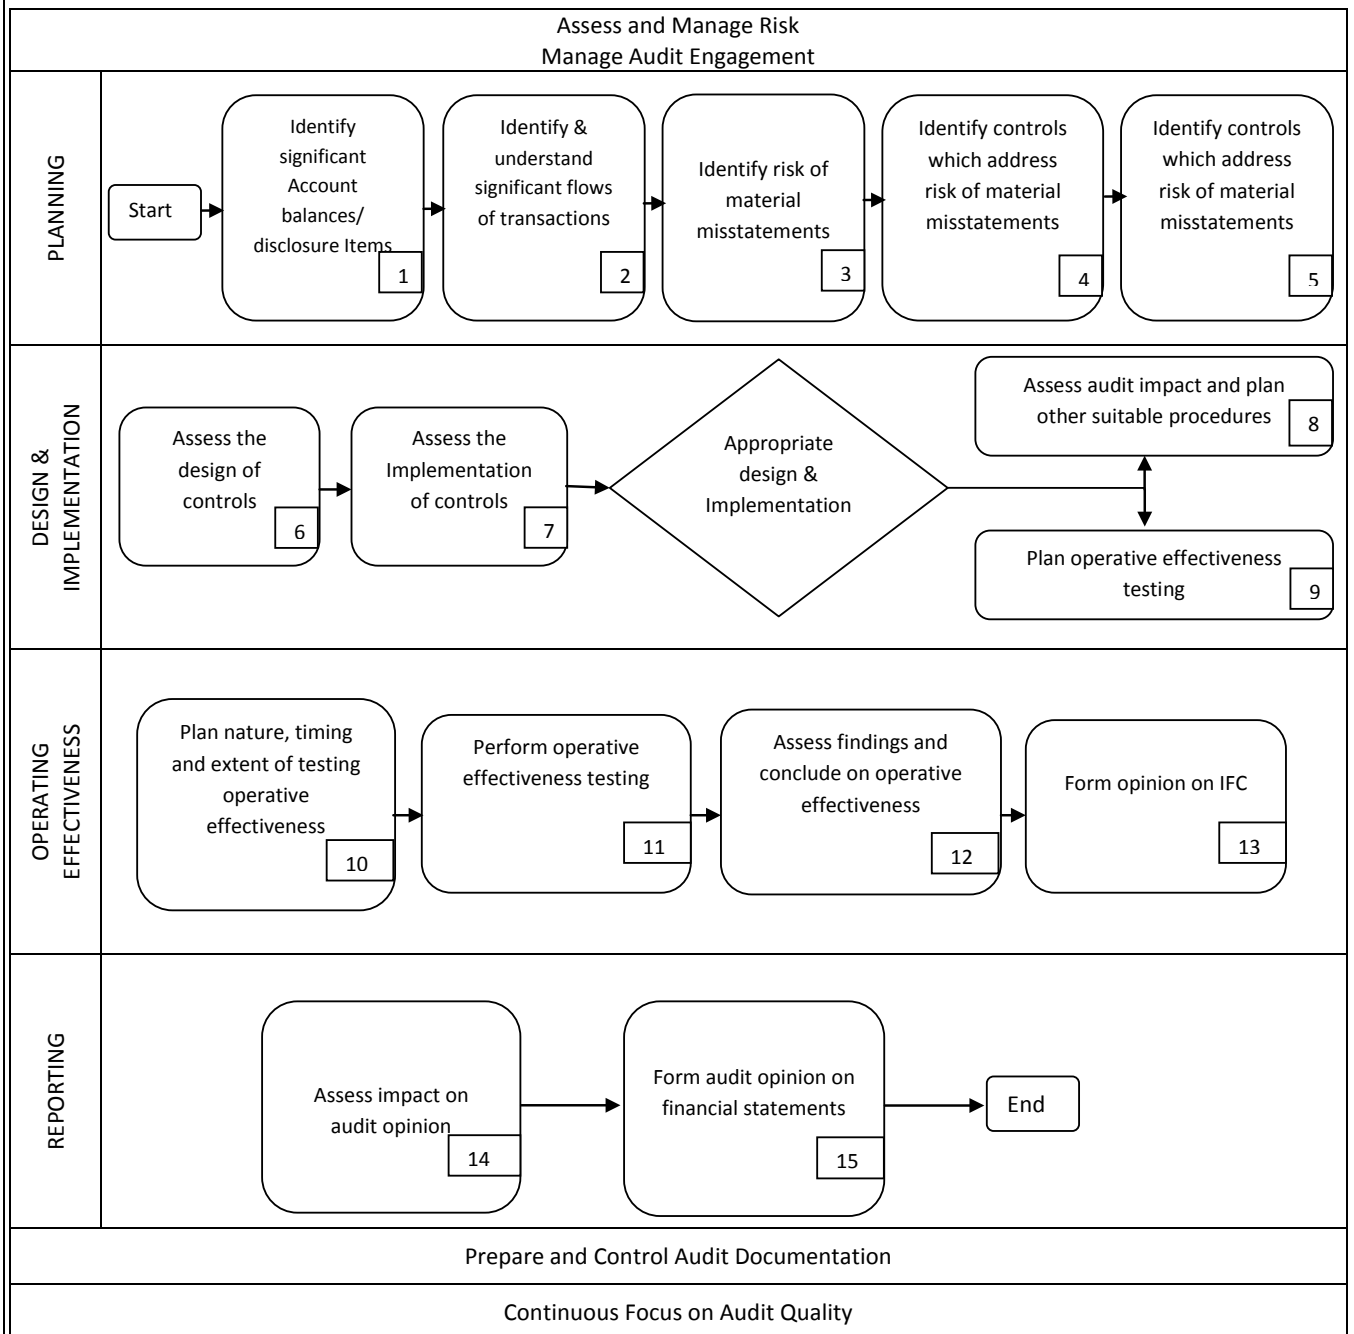 Assess and Manage Risk
Manage Audit Engagement
PLANNING
Start
Identify
significant
Account
balances/
disclosure Items
1
Identify &
understand
significant flows
of transactions
2
Identify risk of
material
misstatements
3
Identify controls
which address
risk of material
misstatements
4
Identify controls
which address
risk of material
misstatements
5
DESIGN &
IMPLEMENTATION
Assess the
design of
controls
6
Assess the
Implementation
of controls
7
Appropriate
design &
Implementation
Assess audit impact and plan
other suitable procedures
8
Plan operative effectiveness
testing
9
OPERATING
EFFECTIVENESS
Plan nature, timing
and extent of testing
operative
effectiveness
10
Perform operative
effectiveness testing
11
Assess findings and
conclude on operative
effectiveness
12
Form opinion on IFC
13
REPORTING
Assess impact on
audit opinion
14
Form audit opinion on
financial statements
15
End
Prepare and Control Audit Documentation
Continuous Focus on Audit Quality